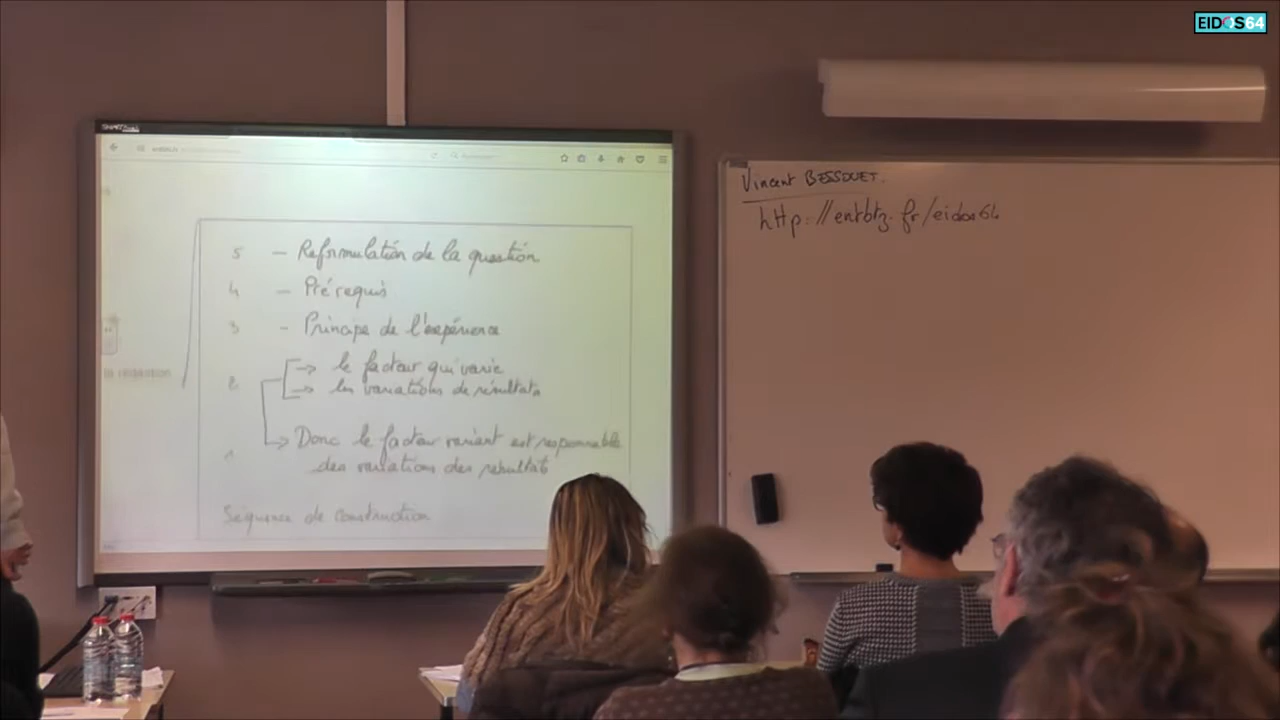 EIDOS64
SMART
Vincent BESSOUET.
http://entbtz.fr/eidos64
5 - Reformulation de la question
4 - Prérequis
3 - Principe de l'expérience
2 → le facteur qui varie
→ les variations de résultats
1 → Donc le facteur variant est responsable
des variations des résultats
la rédaction
Séquence de construction